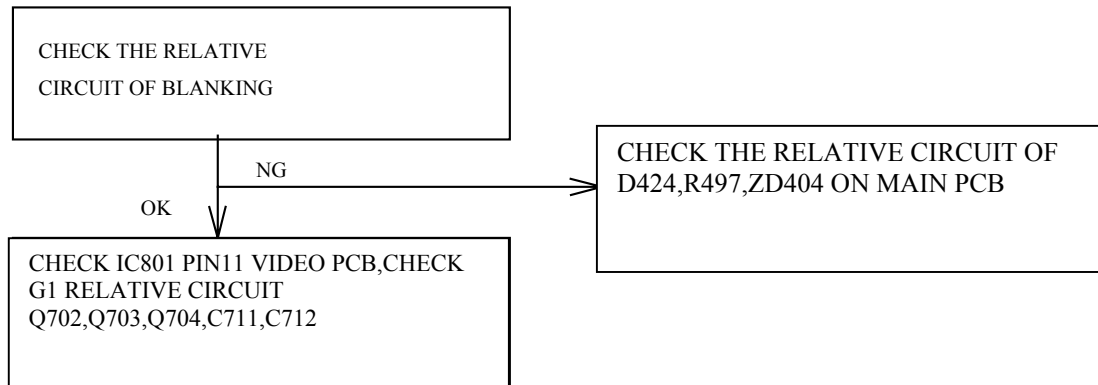 CHECK THE RELATIVE
CIRCUIT OF BLANKING
NG
CHECK THE RELATIVE CIRCUIT OF
D424,R497,ZD404 ON MAIN PCB
OK
CHECK IC801 PIN11 VIDEO PCB,CHECK
G1 RELATIVE CIRCUIT
Q702,Q703,Q704,C711,C712